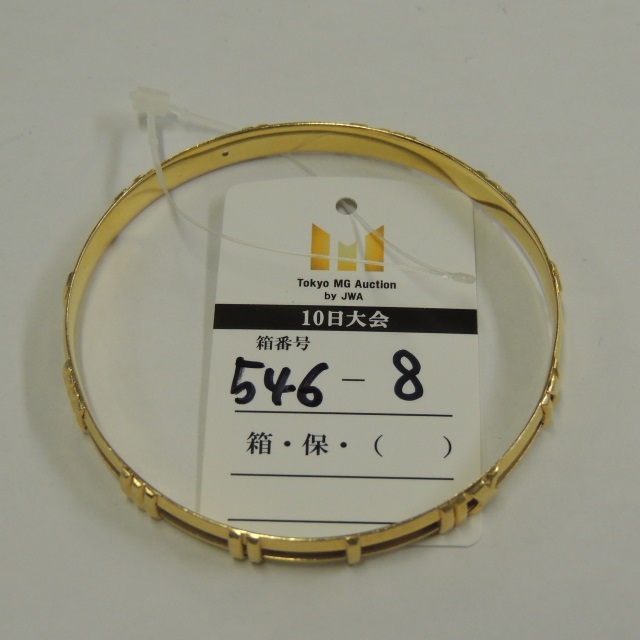 Tokyo MG Auction
by JWA
10日大会
箱番号
546-8
箱・保・（　　）